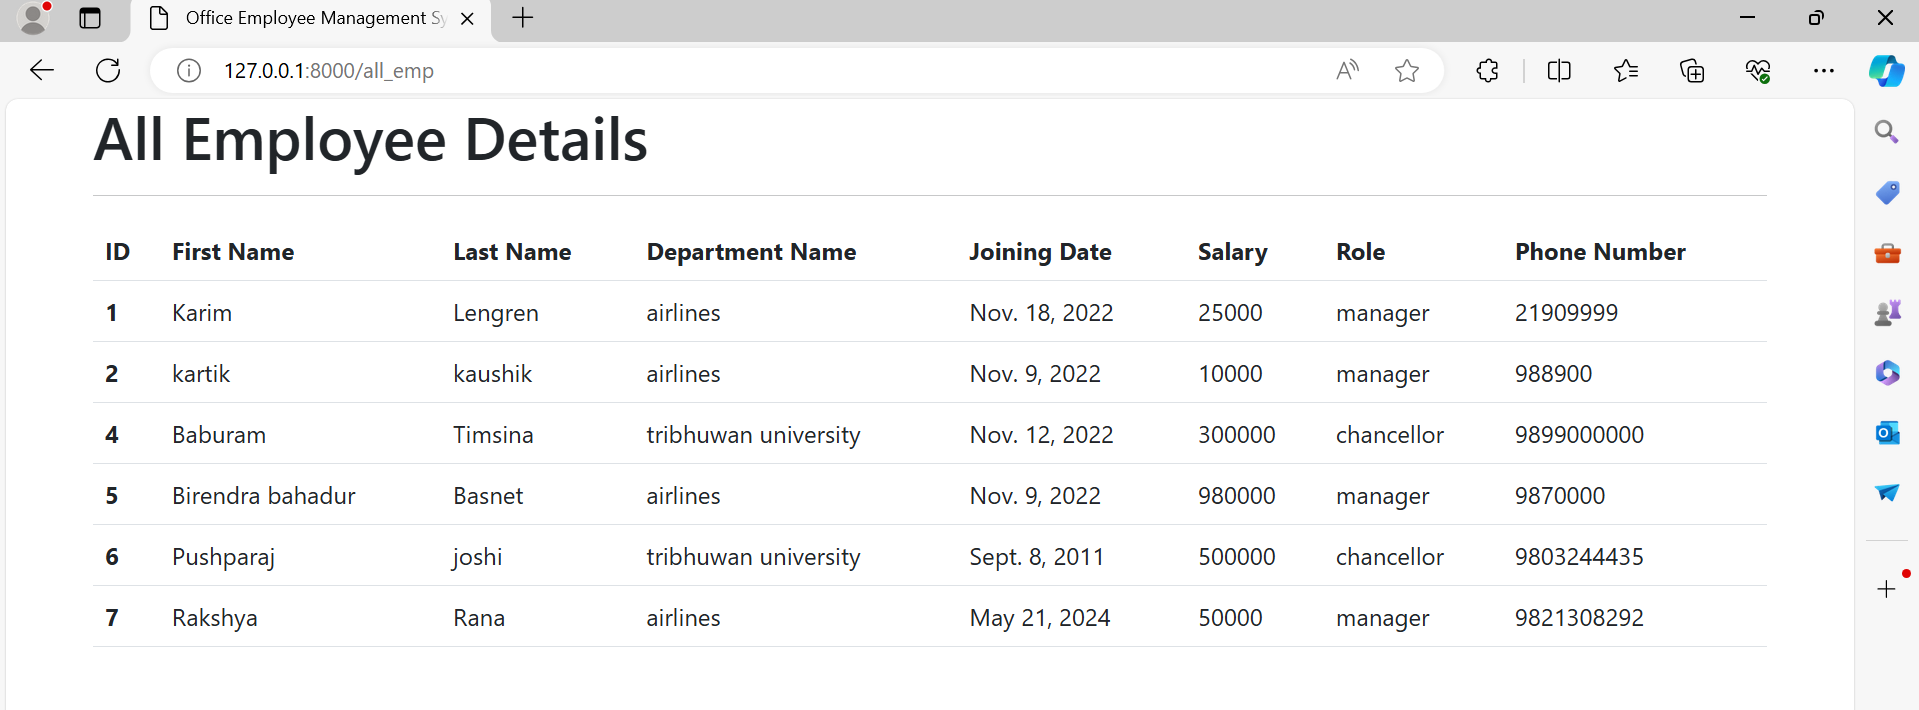 Office Employee Management Sy
127.0.0.1:8000/all_emp
All Employee Details
ID First Name Last Name Department Name Joining Date Salary Role Phone Number
1 Karim Lengren airlines Nov. 18, 2022 25000 manager 21909999
2 kartik kaushik airlines Nov. 9, 2022 10000 manager 988900
4 Baburam Timsina tribhuwan university Nov. 12, 2022 300000 chancellor 9899000000
5 Birendra bahadur Basnet airlines Nov. 9, 2022 980000 manager 9870000
6 Pushparaj joshi tribhuwan university Sept. 8, 2011 500000 chancellor 9803244435
7 Rakshya Rana airlines May 21, 2024 50000 manager 9821308292